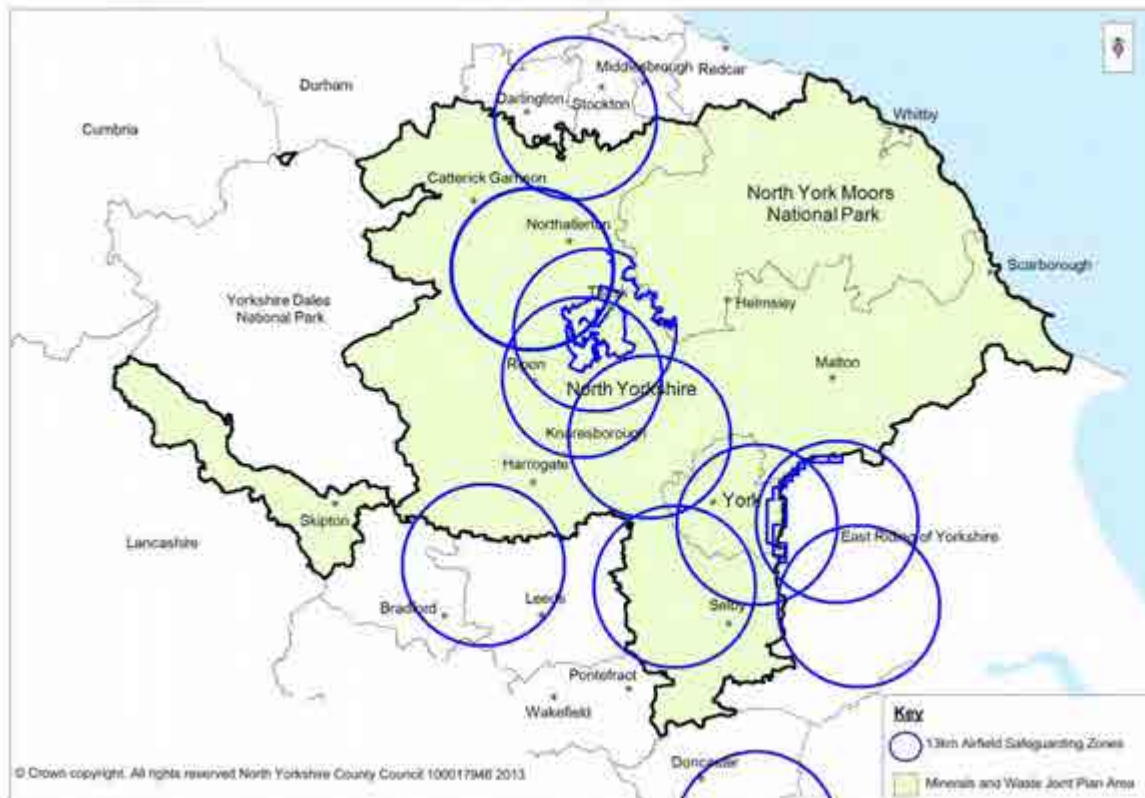 Middlesbrough
Redcar
Durham
Darlington
Stockton
Cumbria
Whitby
Catterick Garrison
North York Moors
National Park
Northallerton
Scarborough
Yorkshire Dales
National Park
Helmsley
Malton
Ripon
North Yorkshire
Knaresborough
Harrogate
York
Skipton
Lancashire
East Riding of Yorkshire
Bradford
Leeds
Selby
Pontefract
Wakefield
Key
13km Airfield Safeguarding Zones
Doncaster
© Crown copyright. All rights reserved North Yorkshire County Council 100017946 2013
Minerals and Waste Joint Plan Area